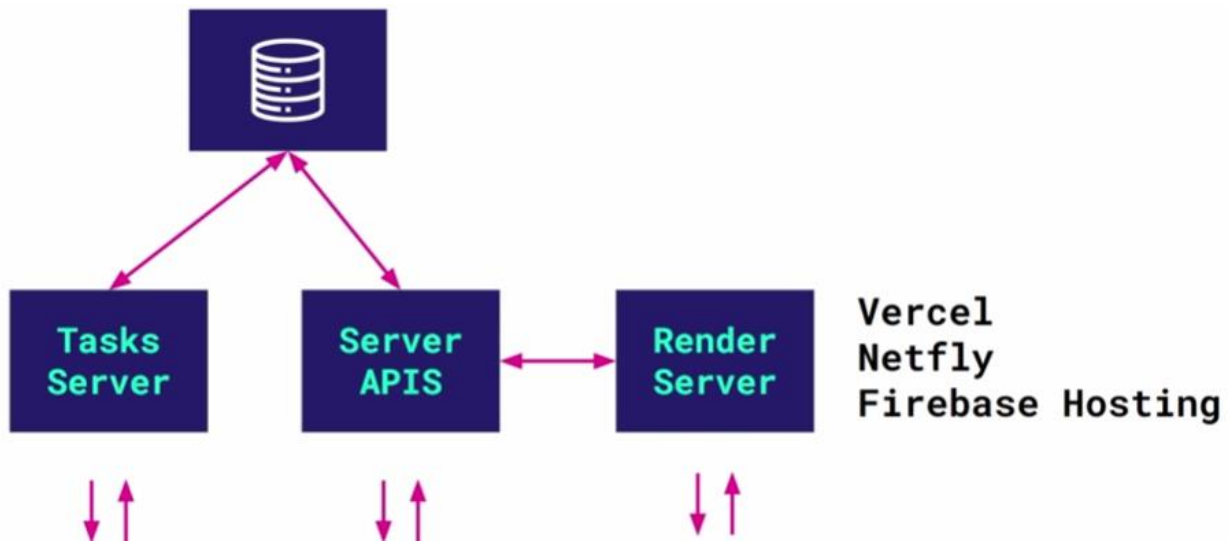 Tasks
Server
Server
APIS
Render
Server
Vercel
Netfly
Firebase Hosting